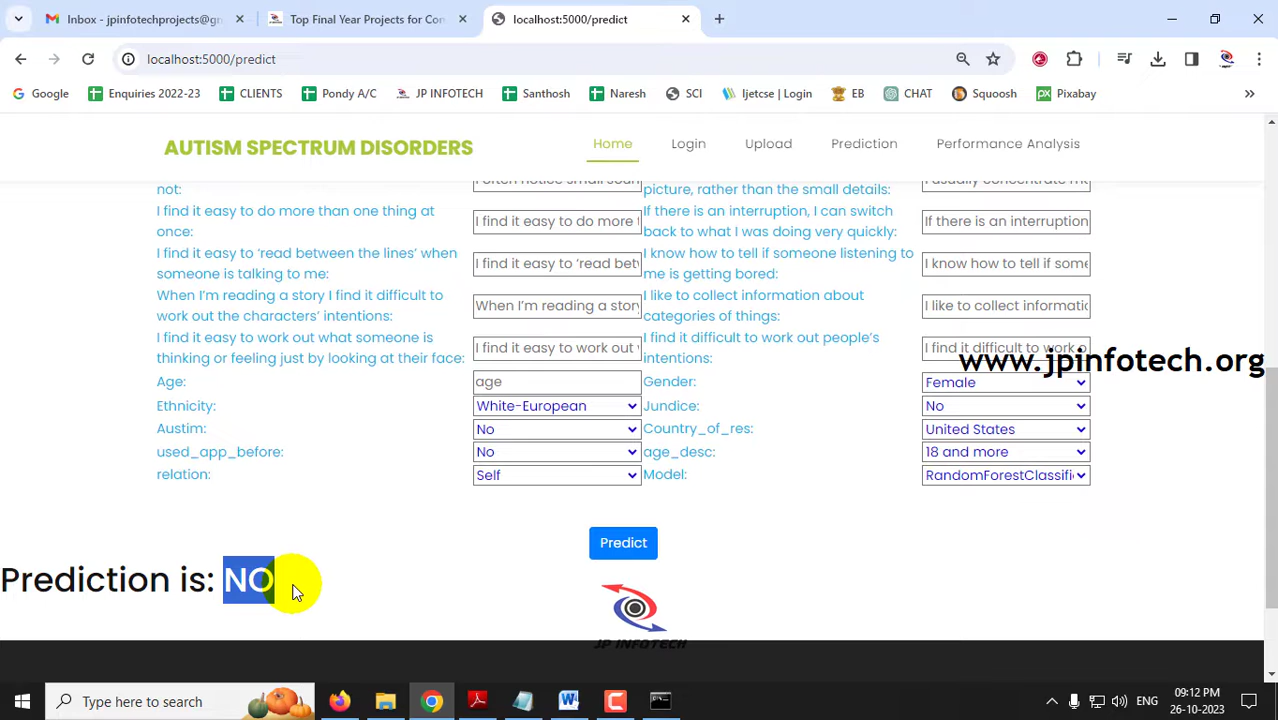 Inbox - jpinfotechprojects@gn
Top Final Year Projects for Con
localhost:5000/predict
localhost:5000/predict
Google
Enquiries 2022-23
CLIENTS
Pondy A/C
JP INFOTECH
Santhosh
Naresh
SCI
Ijetcse | Login
EB
CHAT
Squoosh
Pixabay
AUTISM SPECTRUM DISORDERS
Home
Login
Upload
Prediction
Performance Analysis
not:
picture, rather than the small details:
I find it easy to do more than one thing at
once:
I find it easy to do more
If there is an interruption, I can switch
back to what I was doing very quickly:
If there is an interruption
I find it easy to ‘read between the lines’ when
someone is talking to me:
I find it easy to ‘read bet
I know how to tell if someone listening to
me is getting bored:
I know how to tell if some
When I’m reading a story I find it difficult to
work out the characters’ intentions:
When I’m reading a story
I like to collect information about
categories of things:
I like to collect informatic
I find it easy to work out what someone is
thinking or feeling just by looking at their face:
I find it easy to work out
I find difficult to work out people’s
intentions:
I find it difficult to work o
www.jpinfotech.org
Age:
age
Gender:
Female
Ethnicity:
White-European
Jundice:
No
Austim:
No
Country_of_res:
United States
used_app_before:
No
age_desc:
18 and more
relation:
Self
Model:
RandomForestClassifi
Predict
Prediction is: NO
JP INFOTECH
Type here to search
ENG
09:12 PM
26-10-2023